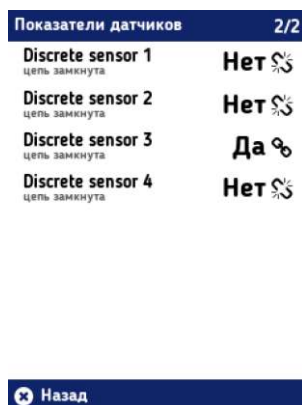 Показатели датчиков 2/2
Discrete sensor 1
цепь замкнута
Нет
Discrete sensor 2
цепь замкнута
Нет
Discrete sensor 3
цепь замкнута
Да
Discrete sensor 4
цепь замкнута
Нет
Назад